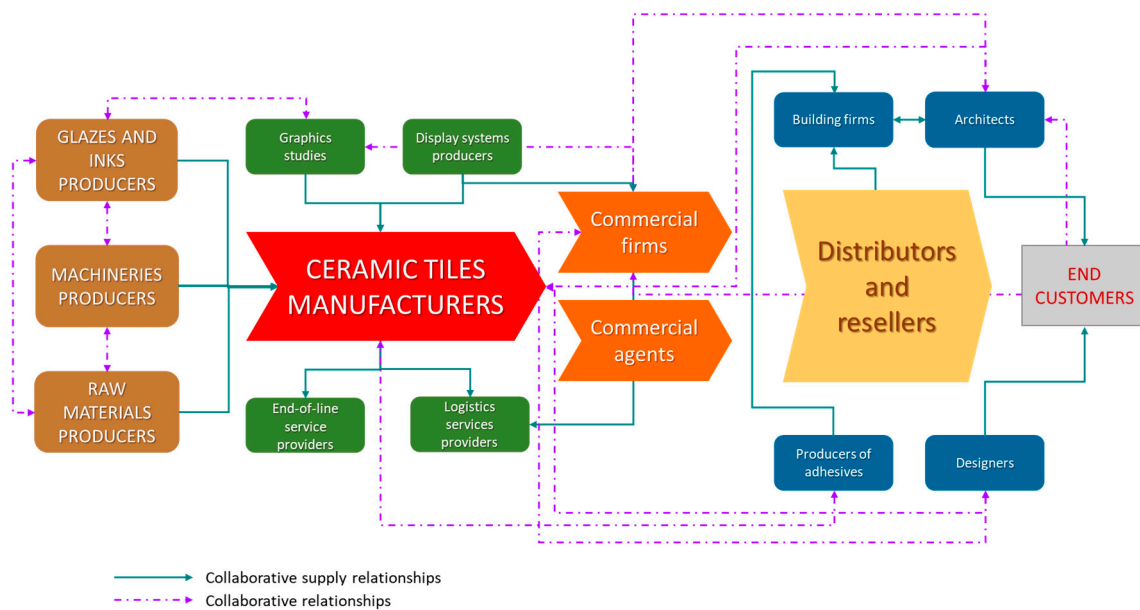 GLAZES AND
INKS
PRODUCERS
Graphics
studies
Display systems
producers
Building firms
Architects
Commercial
firms
MACHINERIES
PRODUCERS
CERAMIC TILES
MANUFACTURERS
Distributors
and
resellers
END
CUSTOMERS
Commercial
agents
RAW
MATERIALS
PRODUCERS
End-of-line
service
providers
Logistics
services
providers
Producers of
adhesives
Designers
Collaborative supply relationships
Collaborative relationships